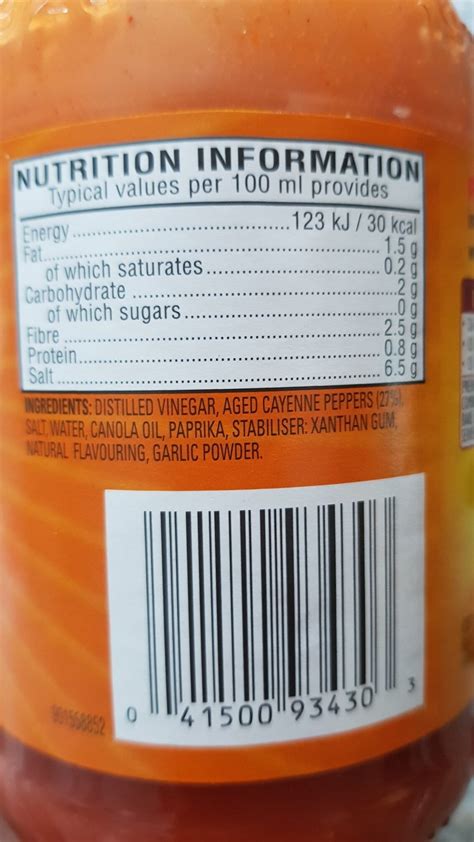 NUTRITION INFORMATION
Typical values per 100 ml provides
Energy.................................123 kJ / 30 kcal
Fat..................................................1.5 g
of which saturates..........................0.2 g
Carbohydrate ...................................2 g
of which sugars...............................0 g
Fibre ..............................................2.5 g
Protein............................................0.8 g
Salt ................................................6.5 g
INGREDIENTS: DISTILLED VINEGAR, AGED CAYENNE PEPPERS (27%),
SALT, WATER, CANOLA OIL, PAPRIKA, STABILISER: XANTHAN GUM,
NATURAL FLAVOURING, GARLIC POWDER.
0 41500 93430 3